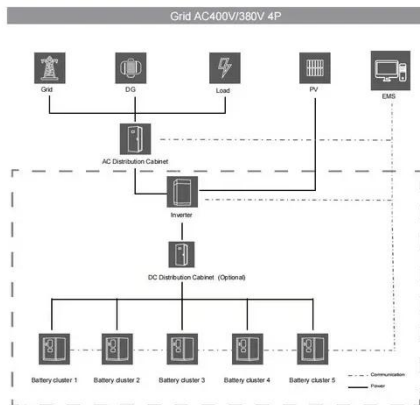 Grid AC400V/380V 4P
Grid
DG
Load
PV
EMS
AC Distribution Cabinet
Inverter
DC Distribution Cabinet (Optional)
Battery cluster 1
Battery cluster 2
Battery cluster 3
Battery cluster 4
Battery cluster 5
Communication
Power